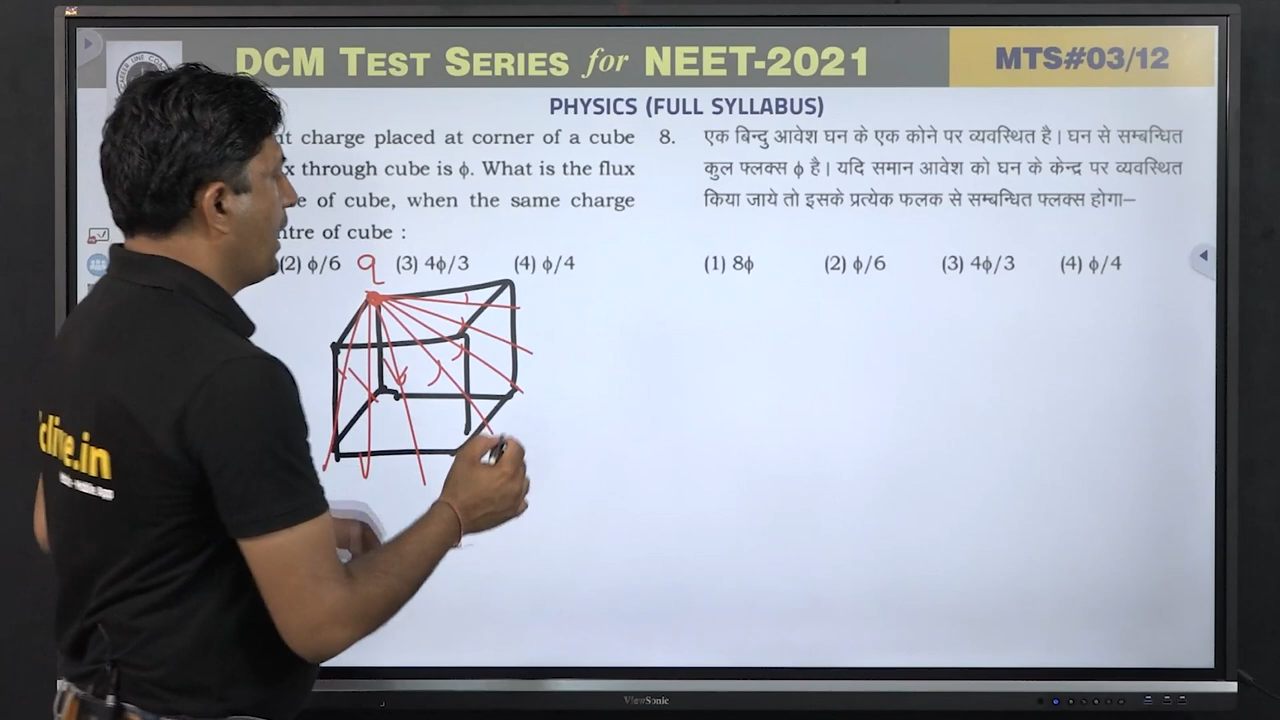 DCM TEST SERIES for NEET-2021
MTS#03/12
PHYSICS (FULL SYLLABUS)
charge placed at corner of a cube
through cube is ϕ. What is the flux
of cube, when the same charge
of cube :
(2) ϕ/6 (3) 4ϕ/3 (4) ϕ/4
q
8. एक बिन्दु आवेश घन के एक कोने पर व्यवस्थित है। घन से सम्बन्धित
कुल फ्लक्स ϕ है। यदि समान आवेश को घन के केन्द्र पर व्यवस्थित
किया जाये तो इसके प्रत्येक फलक से सम्बन्धित फ्लक्स होगा–
(1) 8ϕ (2) ϕ/6 (3) 4ϕ/3 (4) ϕ/4
ViewSonic